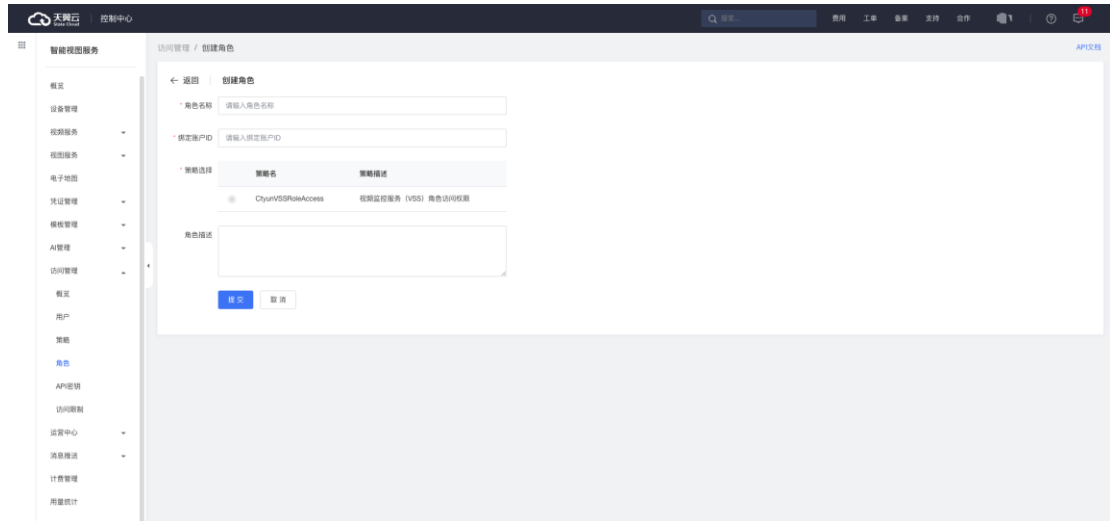 天翼云 控制中心 搜索... 费用 工单 备案 支持 合作 11
State Cloud
智能视图服务 访问管理 / 创建角色 API文档
概览
设备管理
视频服务
视图服务
电子地图
凭证管理
模板管理
AI管理
访问管理
概览
用户
策略
角色
API密钥
访问限制
运营中心
消息推送
计费管理
用量统计
← 返回 创建角色
* 角色名称 请输入角色名称
* 绑定账户ID 请输入绑定账户ID
* 策略选择 策略名 策略描述
CtyunVSSRoleAccess 视频监控服务（VSS）角色访问权限
角色描述
提交 取消